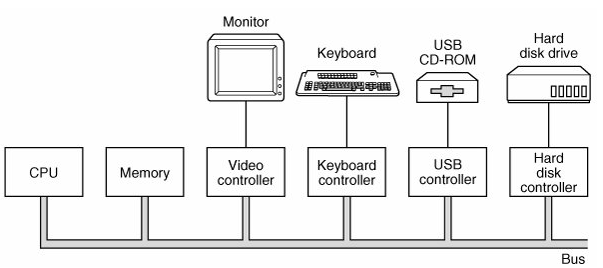 Monitor
Keyboard
USB
CD-ROM
Hard
disk drive
CPU
Memory
Video
controller
Keyboard
controller
USB
controller
Hard
disk
controller
Bus